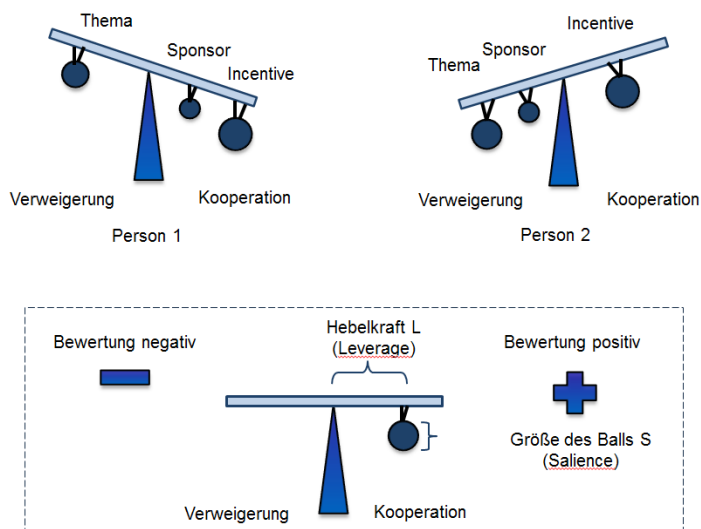 Thema
Sponsor
Incentive
Verweigerung
Kooperation
Person 1
Incentive
Sponsor
Thema
Verweigerung
Kooperation
Person 2
Bewertung negativ
Hebelkraft L
(Leverage)
Bewertung positiv
Größe des Balls S
(Salience)
Verweigerung
Kooperation